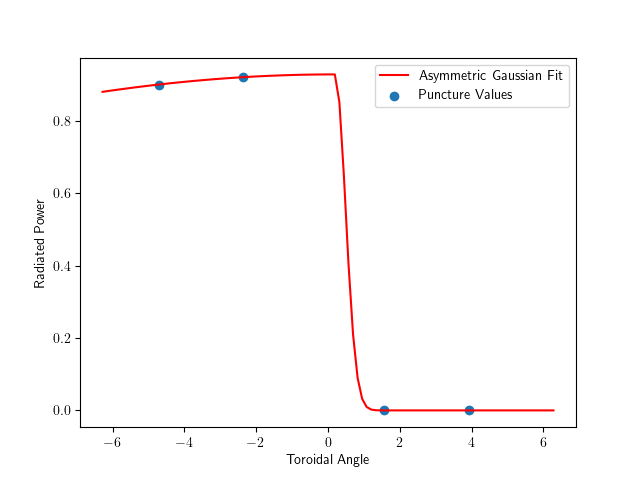 Asymmetric Gaussian Fit
Puncture Values
Radiated Power
0.8
0.6
0.4
0.2
0.0
−6 −4 −2 0 2 4 6
Toroidal Angle